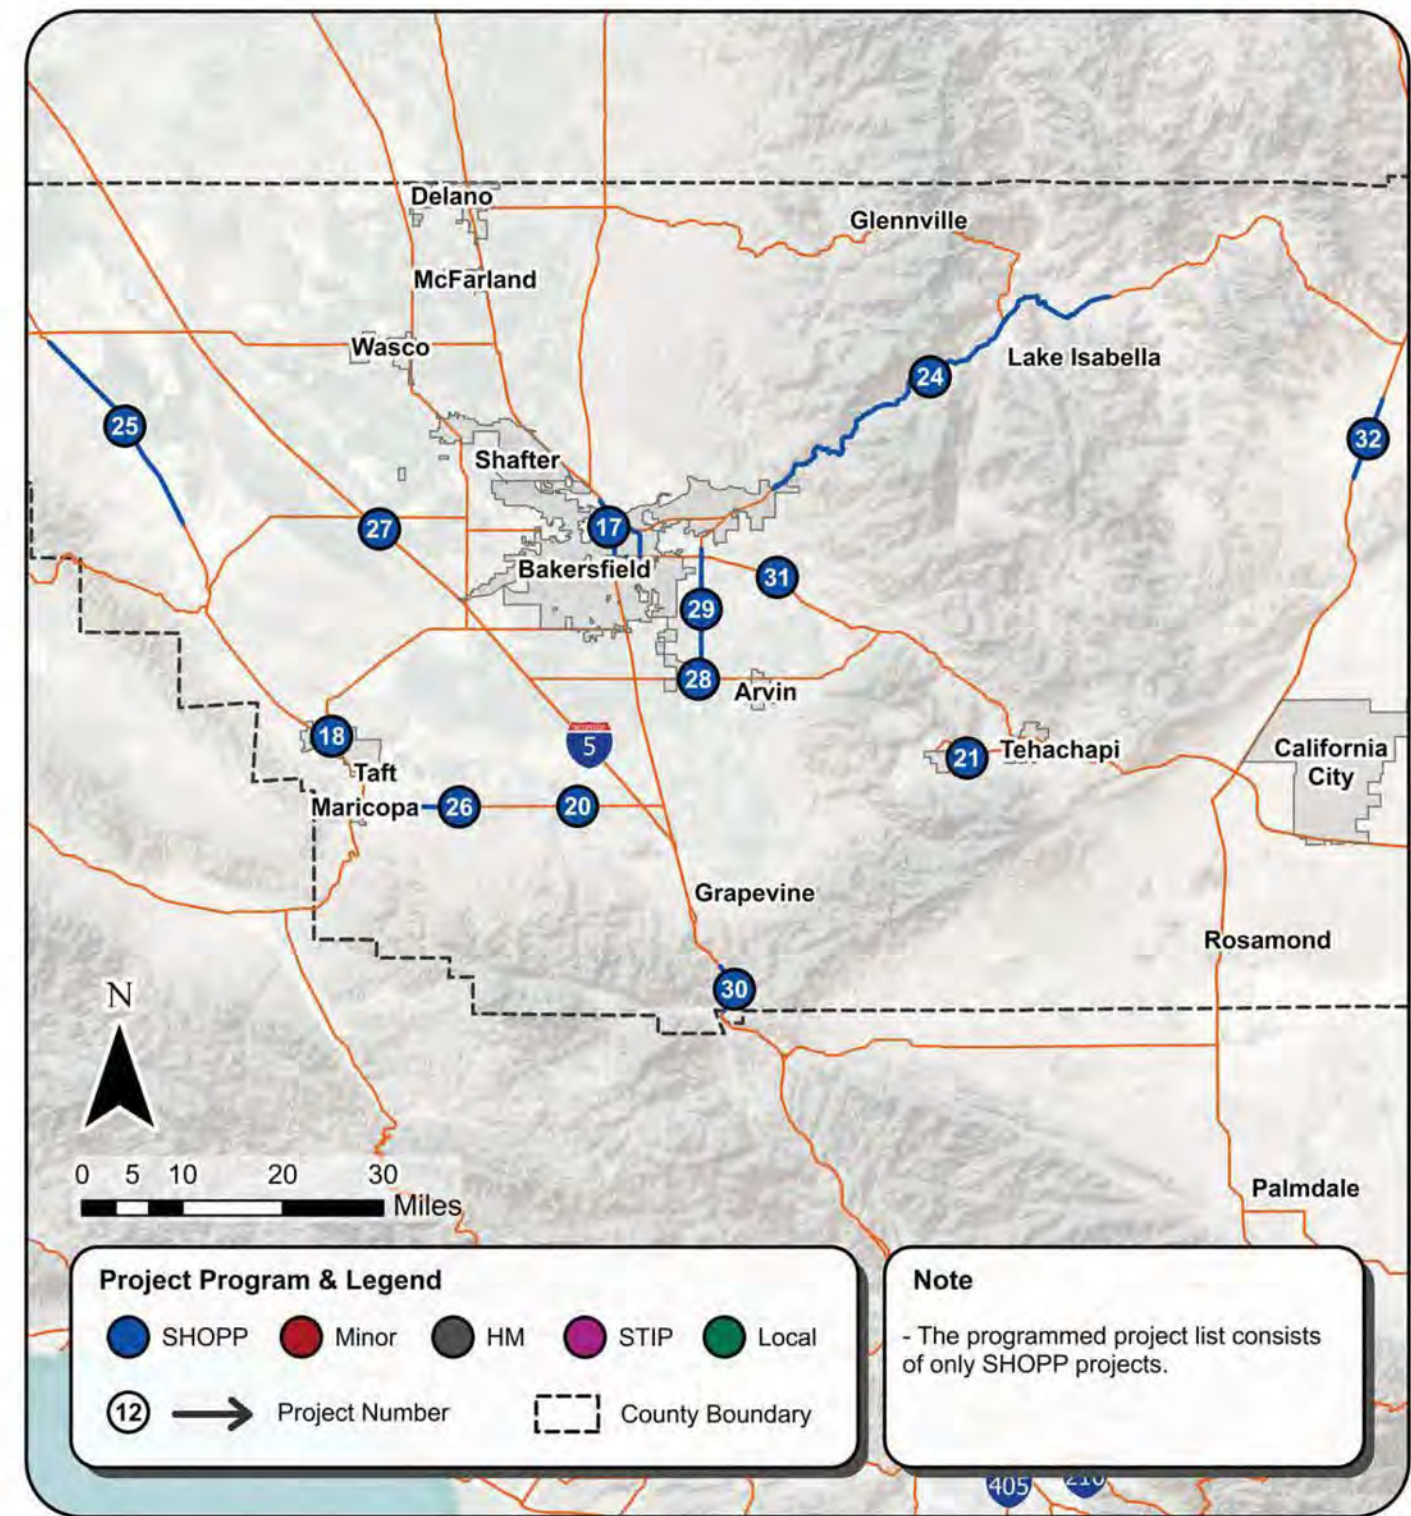 Delano
Glennville
McFarland
Wasco
Lake Isabella
24
25
32
Shafter
27
17
Bakersfield
31
29
28
Arvin
18
5
21
Tehachapi
California
City
Taft
Maricopa
26
20
Grapevine
Rosamond
30
N
0 5 10 20 30
Miles
Palmdale
Project Program & Legend
SHOPP
Minor
HM
STIP
Local
12
Project Number
County Boundary
Note
- The programmed project list consists
of only SHOPP projects.
405
210